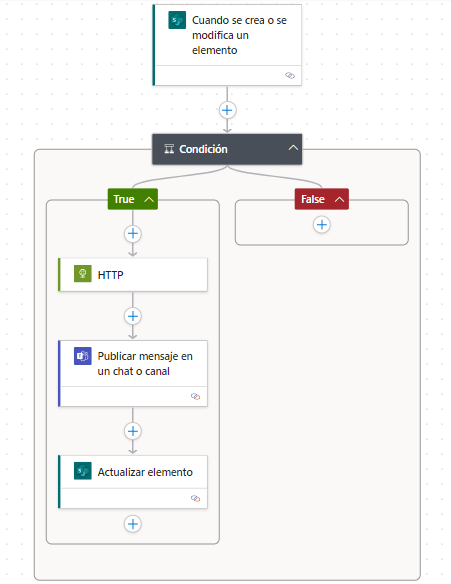 Cuando se crea o se
modifica un
elemento
Condición
True
False
HTTP
Publicar mensaje en
un chat o canal
Actualizar elemento